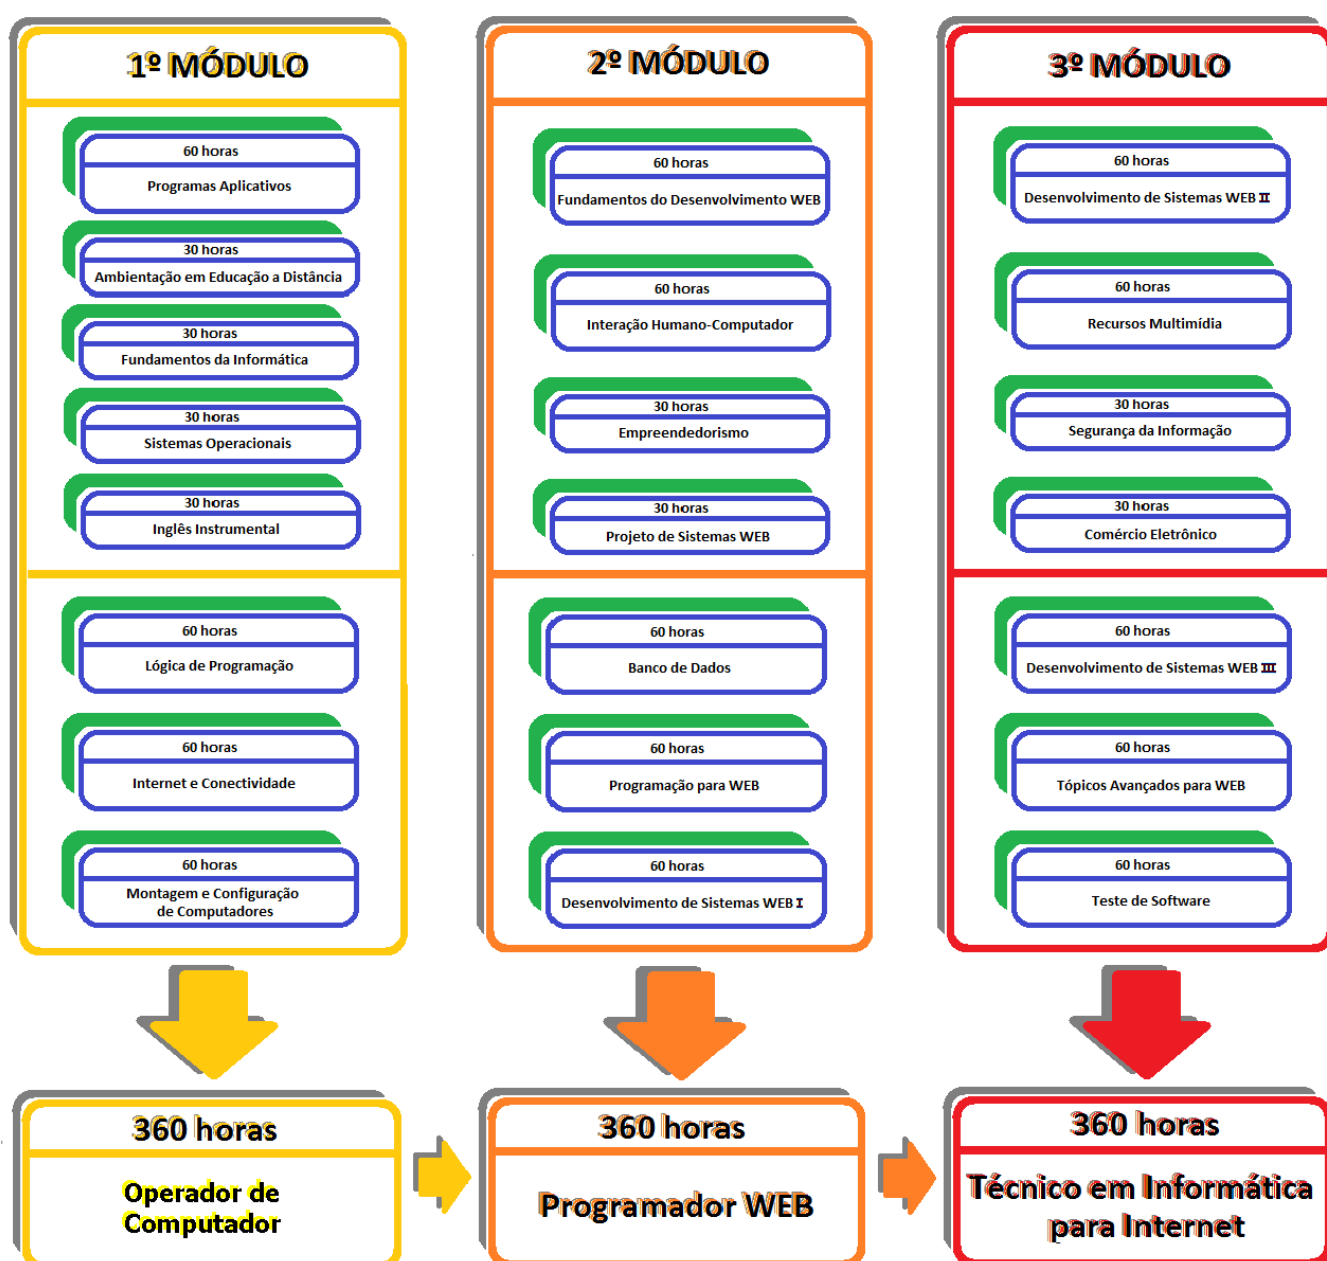 1º MÓDULO
60 horas
Programas Aplicativos
30 horas
Ambientação em Educação a Distância
30 horas
Fundamentos da Informática
30 horas
Sistemas Operacionais
30 horas
Inglês Instrumental
60 horas
Lógica de Programação
60 horas
Internet e Conectividade
60 horas
Montagem e Configuração
de Computadores
360 horas
Operador de
Computador
2º MÓDULO
60 horas
Fundamentos do Desenvolvimento WEB
60 horas
Interação Humano-Computador
30 horas
Empreendedorismo
30 horas
Projeto de Sistemas WEB
60 horas
Banco de Dados
60 horas
Programação para WEB
60 horas
Desenvolvimento de Sistemas WEB I
360 horas
Programador WEB
3º MÓDULO
60 horas
Desenvolvimento de Sistemas WEB II
60 horas
Recursos Multimídia
30 horas
Segurança da Informação
30 horas
Comércio Eletrônico
60 horas
Desenvolvimento de Sistemas WEB III
60 horas
Tópicos Avançados para WEB
60 horas
Teste de Software
360 horas
Técnico em Informática
para Internet